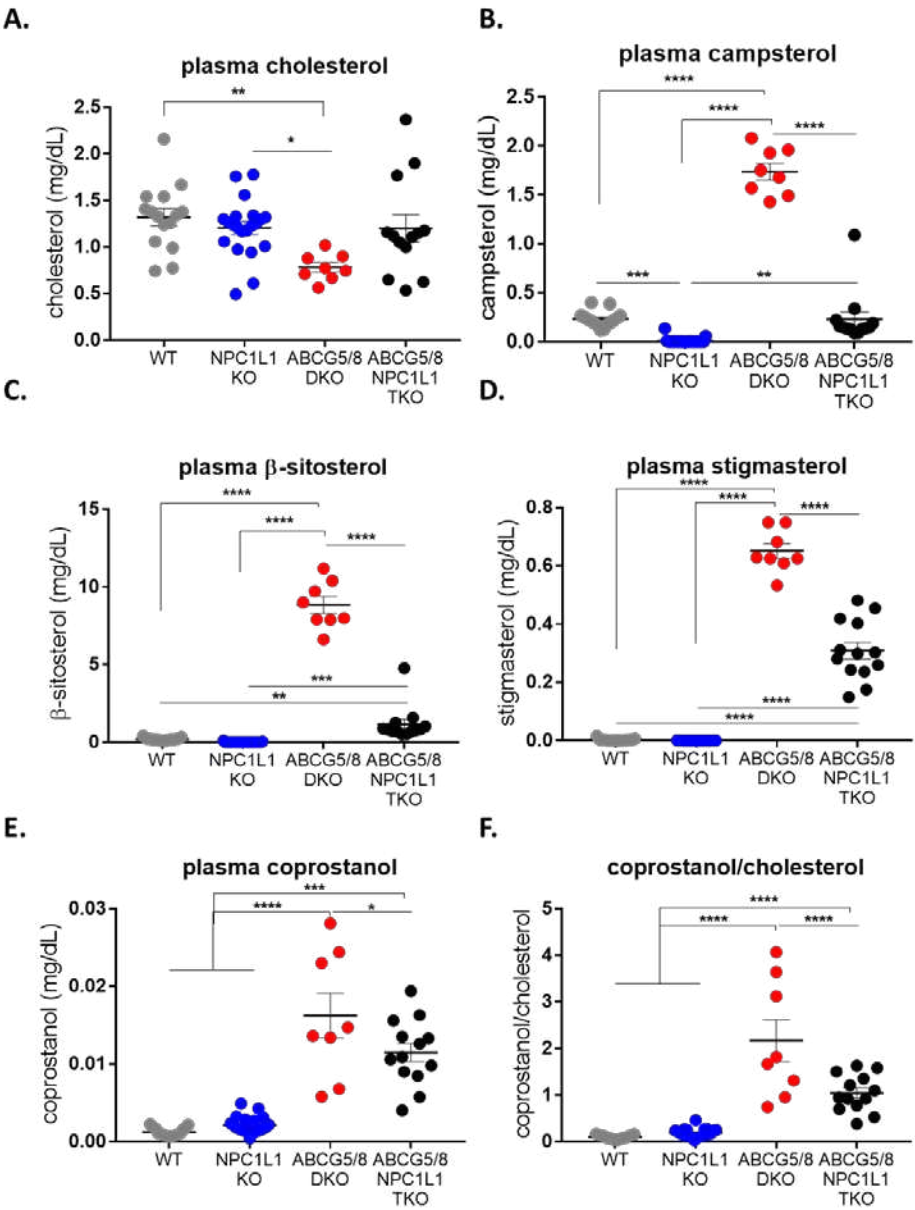 A.
plasma cholesterol
**
*
cholesterol (mg/dL)
2.5
2.0
1.5
1.0
0.5
0.0
WT
NPC1L1
KO
ABCG5/8
DKO
ABCG5/8
NPC1L1
TKO
B.
plasma campsterol
****
****
****
***
**
campsterol (mg/dL)
2.5
2.0
1.5
1.0
0.5
0.0
WT
NPC1L1
KO
ABCG5/8
DKO
ABCG5/8
NPC1L1
TKO
C.
plasma β-sitosterol
****
****
****
***
**
β-sitosterol (mg/dL)
15
10
5
0
WT
NPC1L1
KO
ABCG5/8
DKO
ABCG5/8
NPC1L1
TKO
D.
plasma stigmasterol
****
****
****
****
****
stigmasterol (mg/dL)
0.8
0.6
0.4
0.2
0.0
WT
NPC1L1
KO
ABCG5/8
DKO
ABCG5/8
NPC1L1
TKO
E.
plasma coprostanol
***
****
*
coprostanol (mg/dL)
0.03
0.02
0.01
0.00
WT
NPC1L1
KO
ABCG5/8
DKO
ABCG5/8
NPC1L1
TKO
F.
coprostanol/cholesterol
****
****
****
coprostanol/cholesterol
5
4
3
2
1
0
WT
NPC1L1
KO
ABCG5/8
DKO
ABCG5/8
NPC1L1
TKO